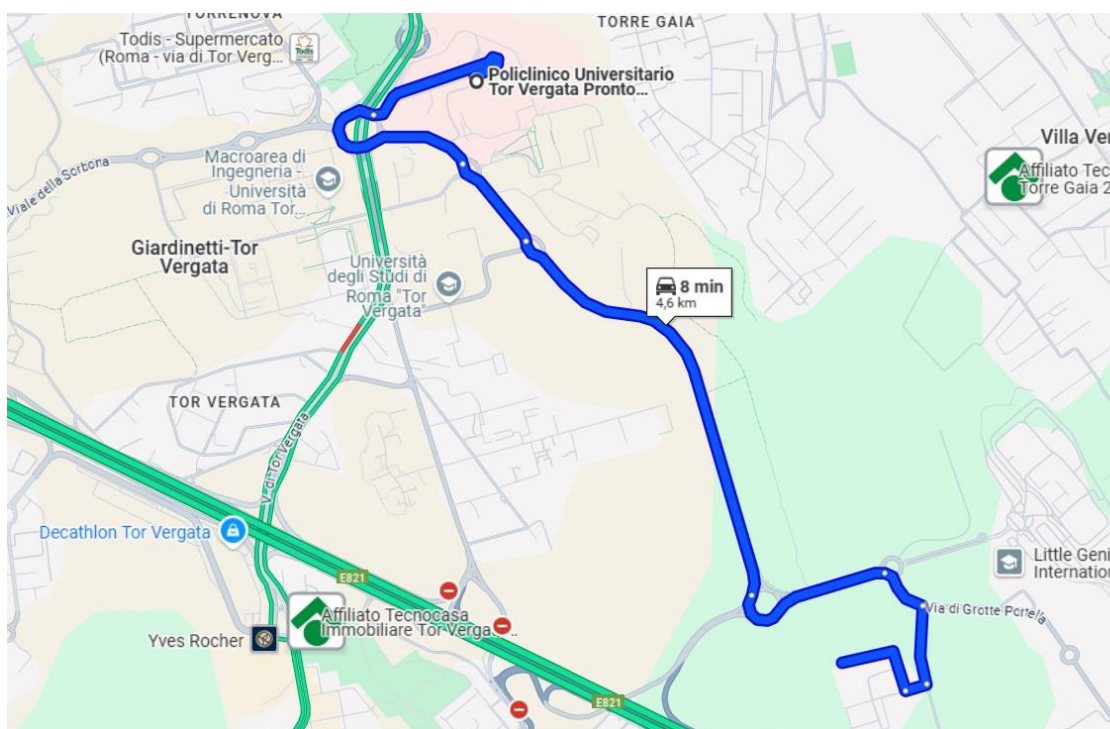 TORRENOVA
TORRE GAIA
Todis - Supermercato
(Roma - via di Tor Verg...
Todis
Policlinico Universitario
Tor Vergata Pronto...
Viale della Sorbona
Macroarea di
Ingegneria -
Università
di Roma Tor...
Affiliato Tec
Torre Gaia 2
Giardinetti-Tor
Vergata
Università
degli Studi di
Roma "Tor
Vergata"
8 min
4,6 km
TOR VERGATA
V. di Tor Vergata
Decathlon Tor Vergata
E821
Little Geni
Internation
Via di Grotte Portella
Affiliato Tecnocasa
Immobiliare Tor Verga...
Yves Rocher
E821